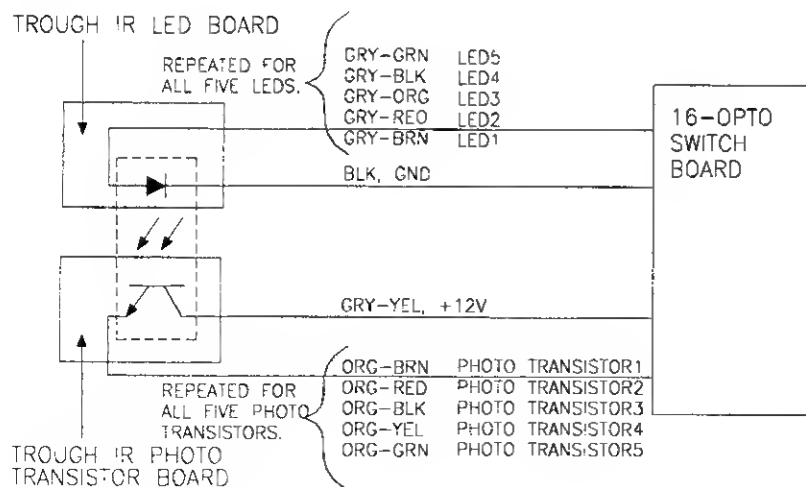 TROUGH IR LED BOARD
REPEATED FOR
ALL FIVE LEDS.
GRY-GRN LED5
GRY-BLK LED4
GRY-ORG LED3
GRY-REO LED2
GRY-BRN LED1
BLK, GND
16-OPTO
SWITCH
BOARD
GRY-YEL, +12V
REPEATED FOR
ALL FIVE PHOTO
TRANSISTORS.
ORG-BRN PHOTO TRANSISTOR1
ORG-RED PHOTO TRANSISTOR2
ORG-BLK PHOTO TRANSISTOR3
ORG-YEL PHOTO TRANSISTOR4
ORG-GRN PHOTO TRANSISTOR5
TROUGH IR PHOTO
TRANSISTOR BOARD